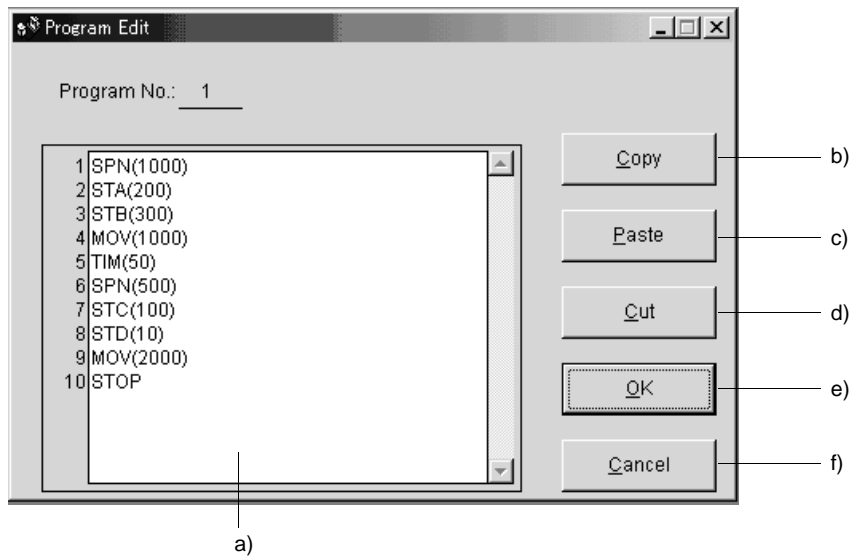 Program Edit
Program No.: 1
1 SPN(1000)
2 STA(200)
3 STB(300)
4 MOV(1000)
5 TIM(50)
6 SPN(500)
7 STC(100)
8 STD(10)
9 MOV(2000)
10 STOP
Copy
b)
Paste
c)
Cut
d)
OK
e)
Cancel
f)
a)